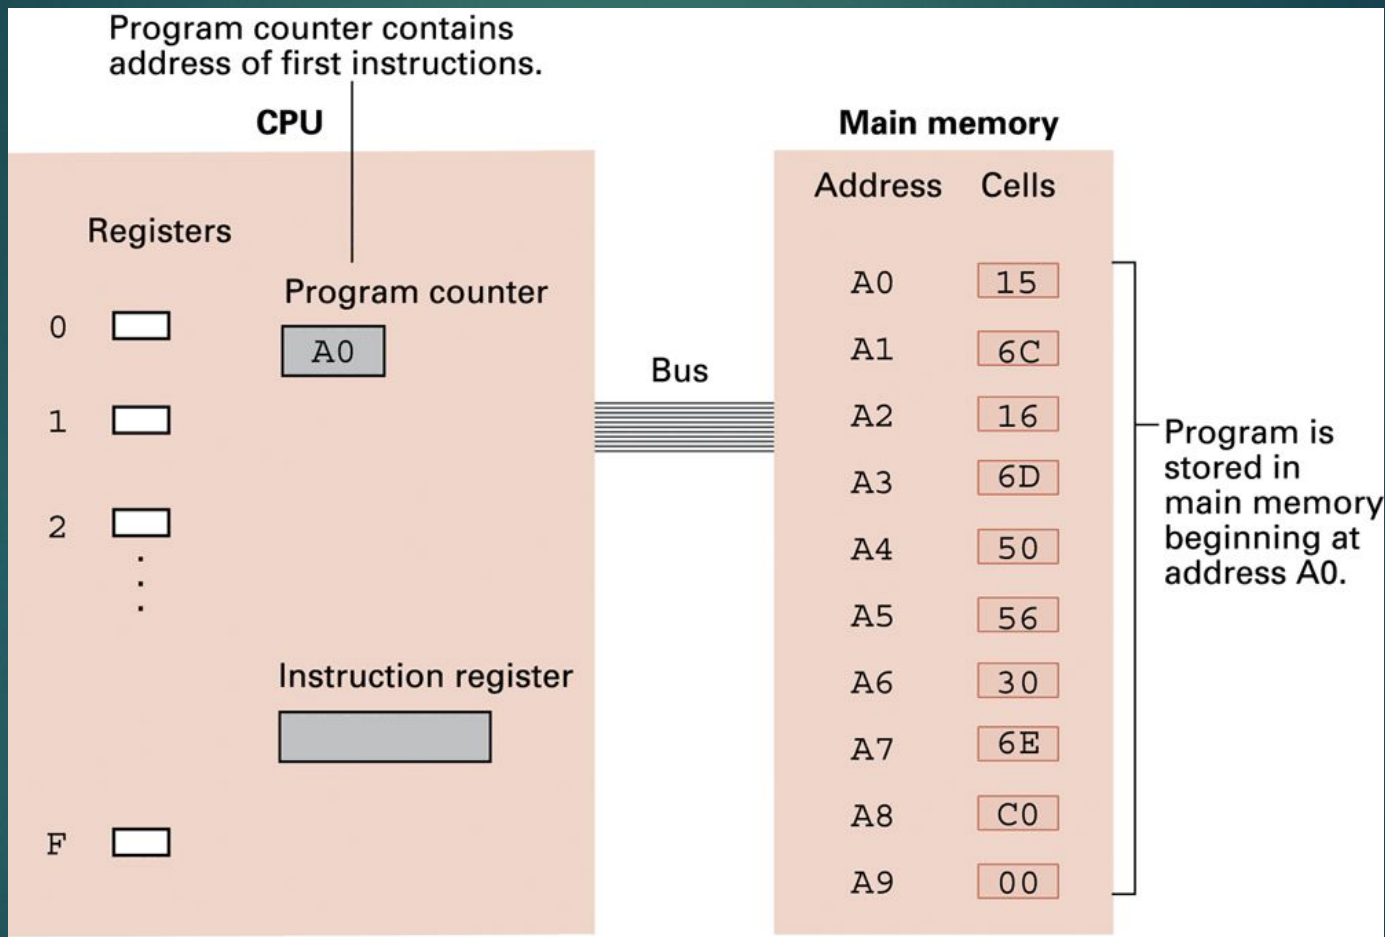 Program counter contains
address of first instructions.
CPU
Registers
0
1
2
F
Program counter
A0
Instruction register
Bus
Main memory
Address Cells
A0 15
A1 6C
A2 16
A3 6D
A4 50
A5 56
A6 30
A7 6E
A8 C0
A9 00
Program is
stored in
main memory
beginning at
address A0.